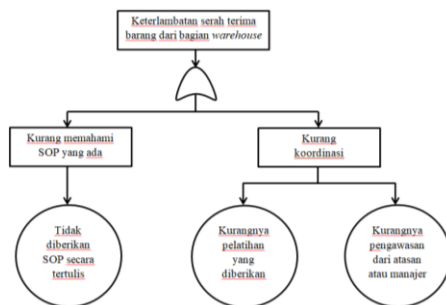 Keterlambatan serah terima
barang dari bagian warehouse
Kurang memahami
SOP yang ada
Kurang
koordinasi
Tidak
diberikan
SOP secara
tertulis
Kurangnya
pelatihan
yang
diberikan
Kurangnya
pengawasan
dari atasan
atau manajer